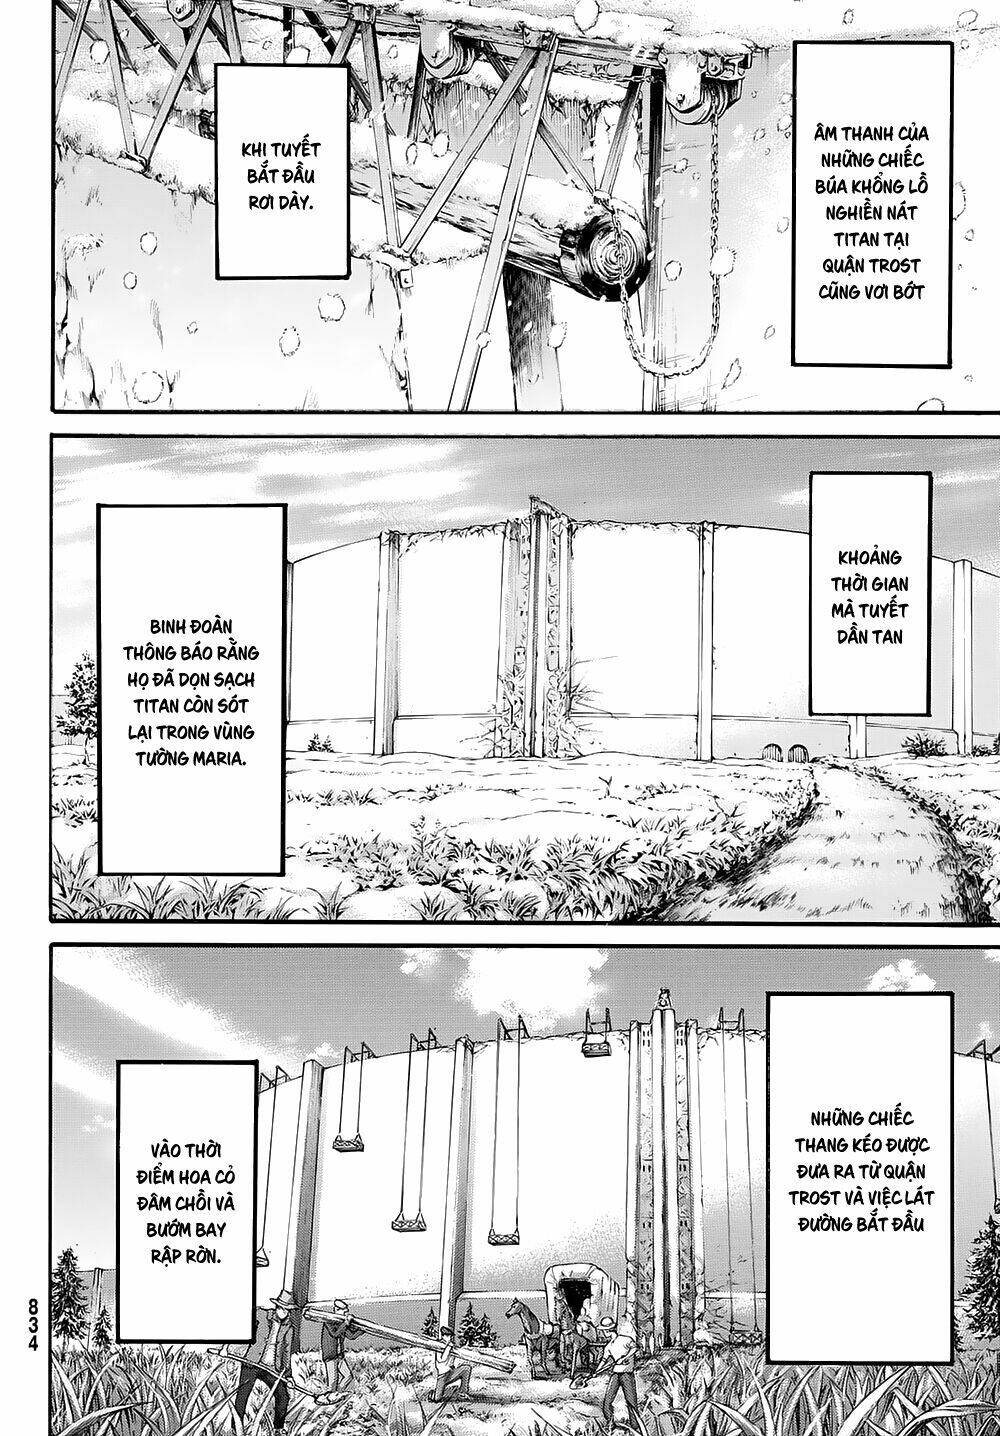 ÂM THANH CỦA
NHỮNG CHIẾC
BÚA KHỔNG LỒ
NGHIỀN NÁT
TITAN TẠI
QUẬN TROST
CŨNG VƠI BỚT
KHI TUYẾT
BẮT ĐẦU
RƠI DÀY.
KHOẢNG
THỜI GIAN
MÀ TUYẾT
DẦN TAN
BINH ĐOÀN
THÔNG BÁO RẰNG
HỌ ĐÃ DỌN SẠCH
TITAN CÒN SÓT
LẠI TRONG VÙNG
TƯỜNG MARIA.
NHỮNG CHIẾC
THANG KÉO ĐƯỢC
ĐƯA RA TỪ QUẬN
TROST VÀ VIỆC LÁT
ĐƯỜNG BẮT ĐẦU
VÀO THỜI
ĐIỂM HOA CỎ
ĐÂM CHỒI VÀ
BƯỚM BAY
RẬP RỜN.
834